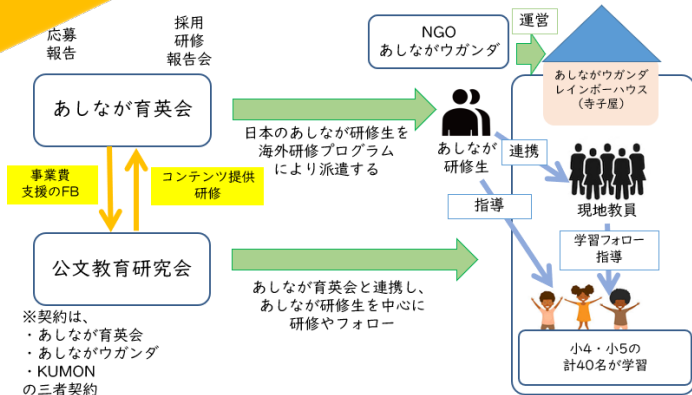 応募
報告
採用
研修
報告会
NGO
あしながウガンダ
運営
あしながウガンダ
レインボーハウス
（寺子屋）
あしなが育英会
日本のあしなが研修生を
海外研修プログラム
により派遣する
あしなが
研修生
連携
現地教員
事業費
支援のFB
コンテンツ提供
研修
指導
学習フォロー
指導
公文教育研究会
あしなが育英会と連携し、
あしなが研修生を中心に
研修やフォロー
※契約は、
・あしなが育英会
・あしながウガンダ
・KUMON
の三者契約
小4・小5の
計40名が学習